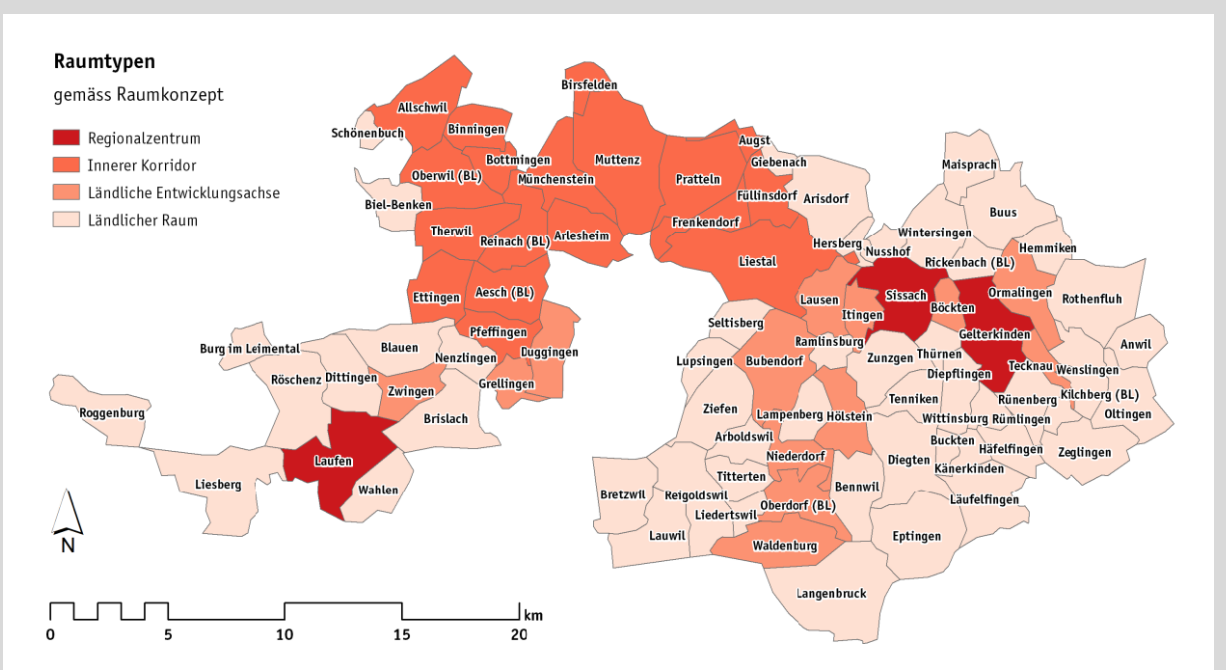 Raumtypen
gemäss Raumkonzept
Regionalzentrum
Innerer Korridor
Ländliche Entwicklungsachse
Ländlicher Raum
Birsfelden
Allschwil
Schönenbuch
Binningen
Augst
Bottmingen
Muttenz
Giebenach
Maisprach
Oberwil (BL)
Münchenstein
Pratteln
Füllinsdorf
Arisdorf
Biel-Benken
Buus
Frenkendorf
Therwil
Reinach (BL)
Arlesheim
Wintersingen
Hersberg
Nusshof
Hemmiken
Liestal
Rickenbach (BL)
Ettingen
Aesch (BL)
Lausen
Sissach
Ormalingen
Rothenfluh
Böckten
Itingen
Seltisberg
Pfeffingen
Gelterkinden
Burg im Leimental
Blauen
Nenzlingen
Duggingen
Ramlinsburg
Anwil
Lupsingen
Bubendorf
Zunzgen
Thürnen
Tecknau
Wenslingen
Röschenz
Dittingen
Zwingen
Grellingen
Diepflingen
Kilchberg (BL)
Tenniken
Rünenberg
Roggenburg
Brislach
Ziefen
Lampenberg
Hölstein
Wittinsburg
Rümlingen
Oltingen
Arboldswil
Buckten
Häfelfingen
Zeglingen
Laufen
Niederdorf
Diegten
Känerkinden
Liesberg
Wahlen
Titterten
Bennwil
Bretzwil
Reigoldswil
Läufelfingen
Oberdorf (BL)
Liedertswil
Lauwil
Waldenburg
Eptingen
N
Langenbruck
km
0 5 10 15 20